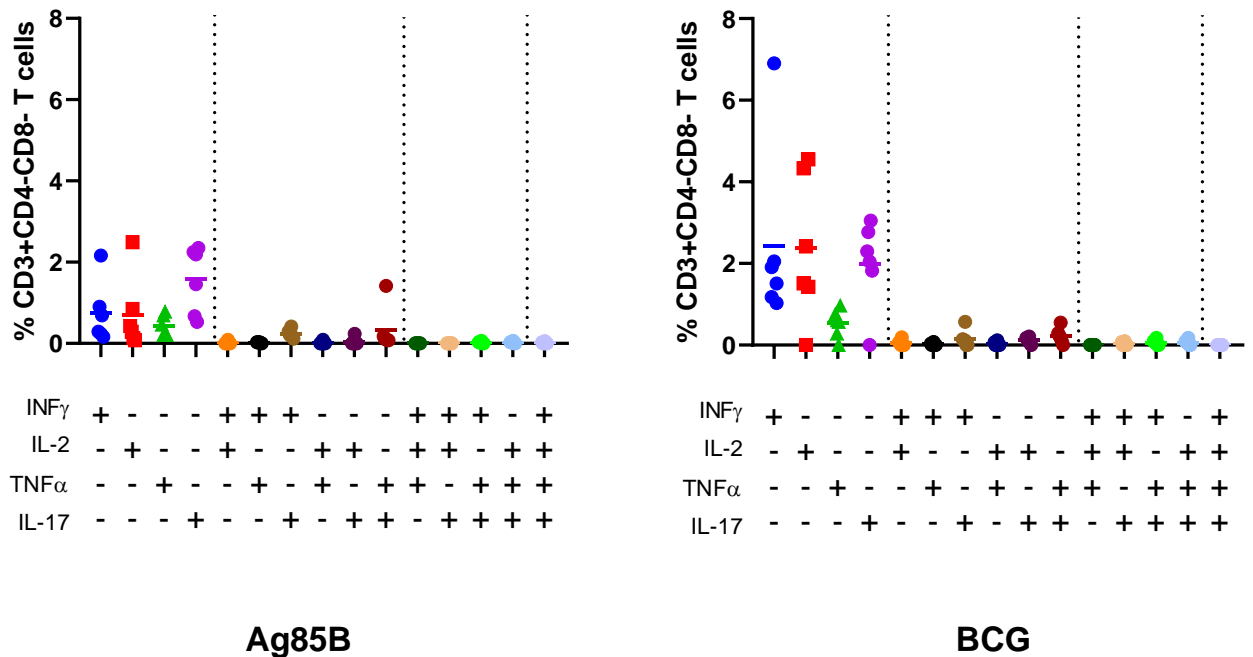 % CD3+CD4-CD8- T cells
8
6
4
2
0
INFγ + - - - + + + - - - + + + - +
IL-2 - + - - + - - + + - + + - + +
TNFα - - + - - + - + - + + - + + +
IL-17 - - - + - - + - + + - + + + +
Ag85B
% CD3+CD4-CD8- T cells
8
6
4
2
0
INFγ + - - - + + + - - - + + + - +
IL-2 - + - - + - - + + - + + - + +
TNFα - - + - - + - + - + + - + + +
IL-17 - - - + - - + - + + - + + + +
BCG